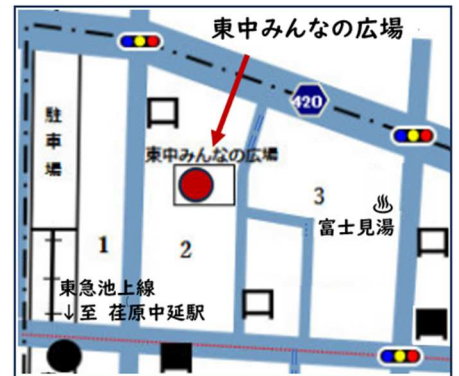 東中みんなの広場
420
駐車場
東中みんなの広場
3
富士見湯
1
2
東急池上線
↓至 荏原中延駅